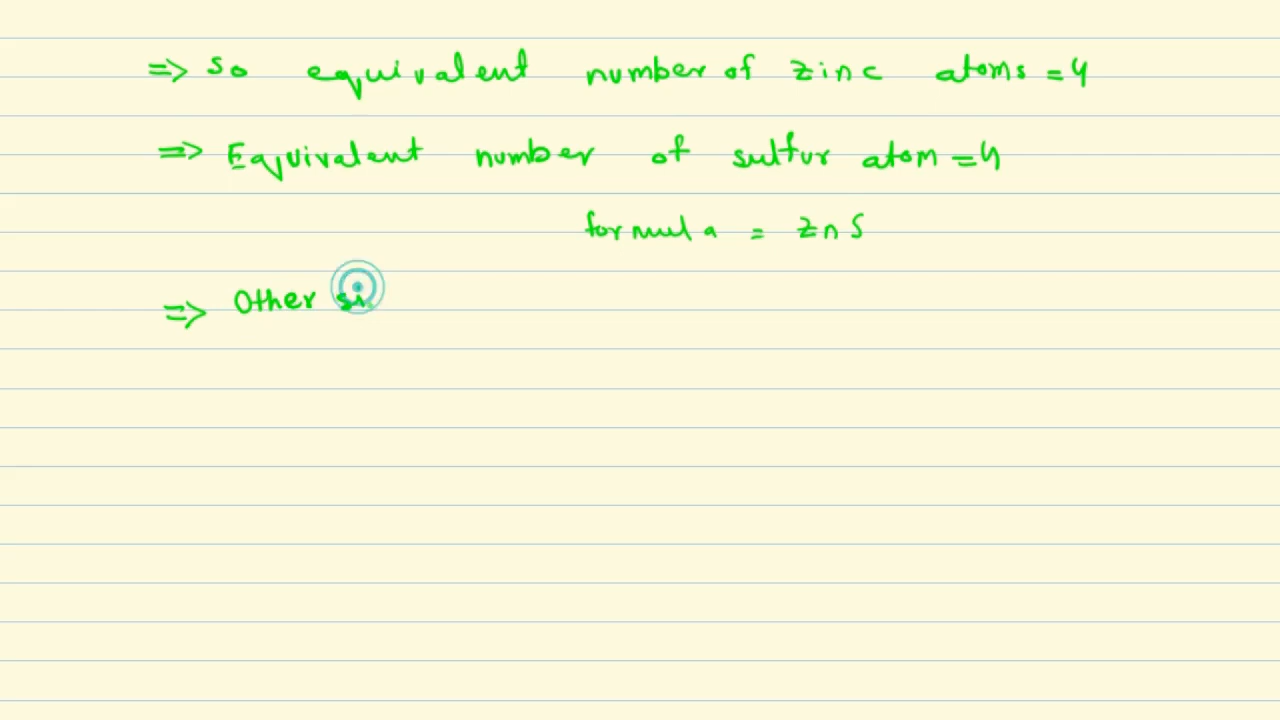 => So equivalent number of zinc atoms = 4
=> Equivalent number of sulfur atom = 4
formula = ZnS
=> Other